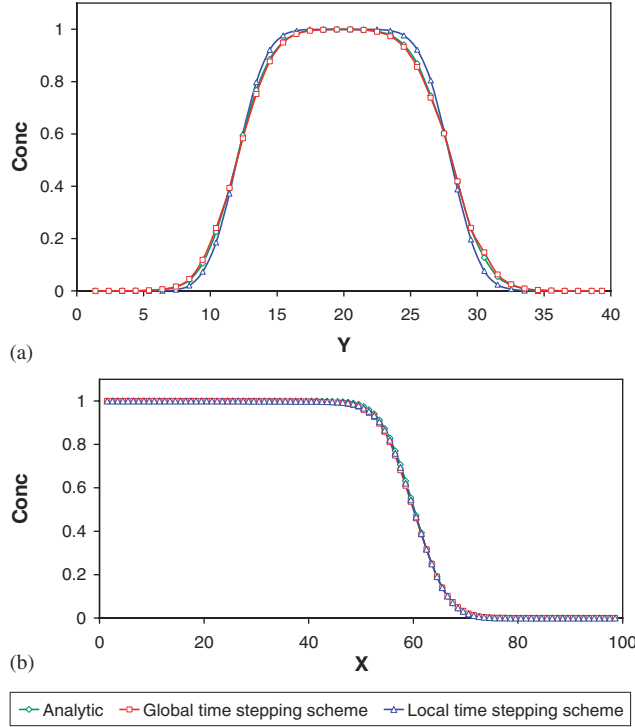 1
0.8
0.6
0.4
0.2
0
Conc
0 5 10 15 20 25 30 35 40
(a)
Y
1
0.8
0.6
0.4
0.2
0
Conc
0 20 40 60 80 100
(b)
X
Analytic Global time stepping scheme Local time stepping scheme